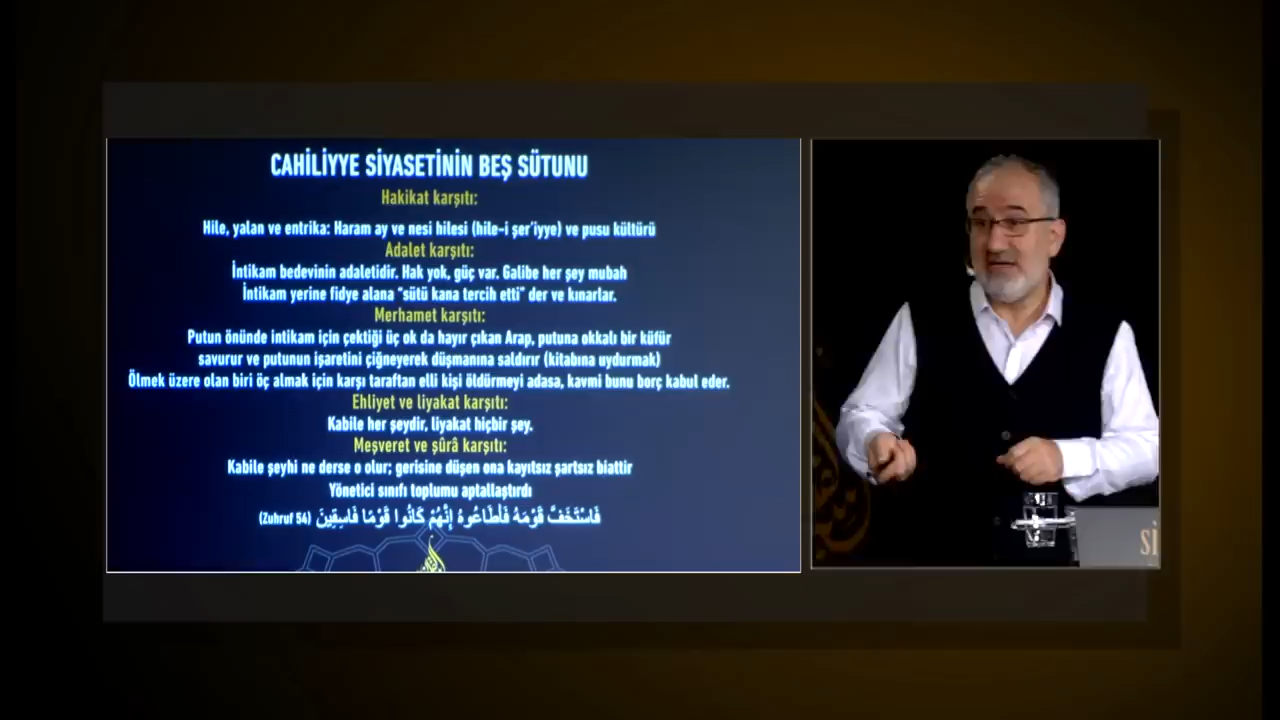 CAHİLİYYE SİYASETİNİN BEŞ SÜTUNU
Hakikat karşıtı:
Hile, yalan ve entrika: Haram ay ve nesi hilesi (hile-i şer'iyye) ve pusu kültürü
Adalet karşıtı:
İntikam bedevinin adaletidir. Hak yok, güç var. Galibe her şey mubah
İntikam yerine fidye alana "sütü kana tercih etti" der ve kınarlar.
Merhamet karşıtı:
Putun önünde intikam için çektiği üç ok da hayır çıkan Arap, putuna okkalı bir küfür
savurur ve putunun işaretini çiğneyerek düşmanına saldırır (kitabına uydurmak)
Ölmek üzere olan biri öç almak için karşı taraftan elli kişi öldürmeyi adasa, kavmi bunu borç kabul eder.
Ehliyet ve liyakat karşıtı:
Kabile her şeydir, liyakat hiçbir şey.
Meşveret ve şûrâ karşıtı:
Kabile şeyhi ne derse o olur; gerisine düşen ona kayıtsız şartsız biattir
Yönetici sınıfı toplumu aptallaştırdı
فَاسْتَخَفَّ قَوْمَهُ فَأَطَاعُوهُ إِنَّهُمْ كَانُوا قَوْمًا فَاسِقِينَ (Zuhruf 54)
Sİ